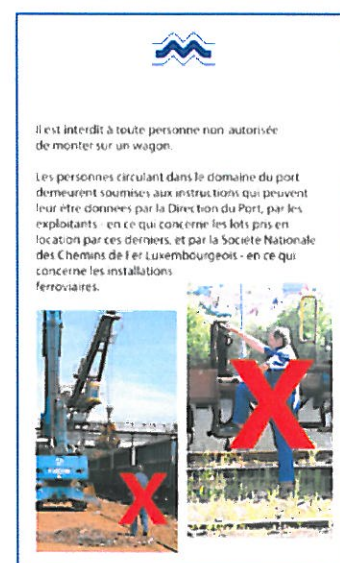 Il est interdit à toute personne non autorisée
de monter sur un wagon.
Les personnes circulant dans le domaine du port
demeurent soumises aux instructions qui peuvent
leur être données par la Direction du Port, par les
exploitants - en ce qui concerne les lots pris en
location par ces derniers, et par la Société Nationale
des Chemins de Fer Luxembourgeois - en ce qui
concerne les installations
ferroviaires.